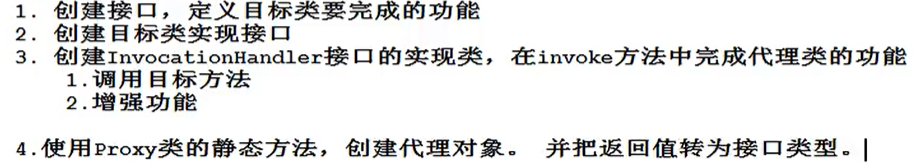 1. 创建接口，定义目标类要完成的功能
2. 创建目标类实现接口
3. 创建InvocationHandler接口的实现类，在invoke方法中完成代理类的功能
1.调用目标方法
2.增强功能
4.使用Proxy类的静态方法，创建代理对象。 并把返回值转为接口类型。